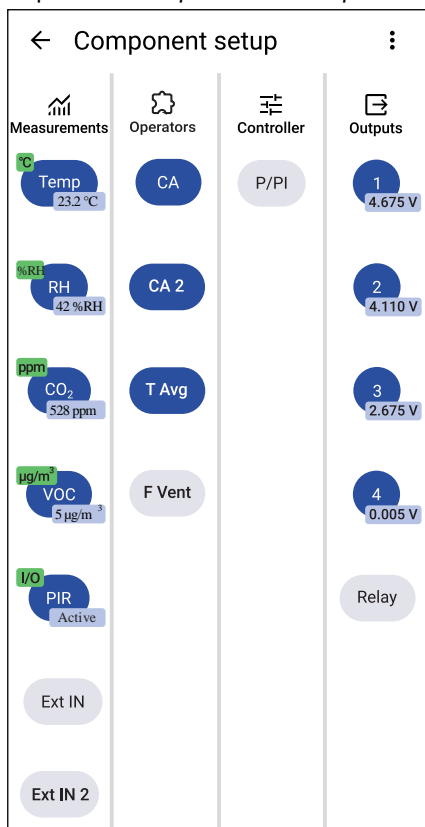 Component setup
Measurements
Operators
Controller
Outputs
°C
Temp
23.2 °C
CA
P/PI
1
4.675 V
%RH
RH
42 %RH
CA 2
2
4.110 V
ppm
CO₂
528 ppm
T Avg
3
2.675 V
µg/m³
VOC
5 µg/m ³
F Vent
4
0.005 V
I/O
PIR
Active
Relay
Ext IN
Ext IN 2